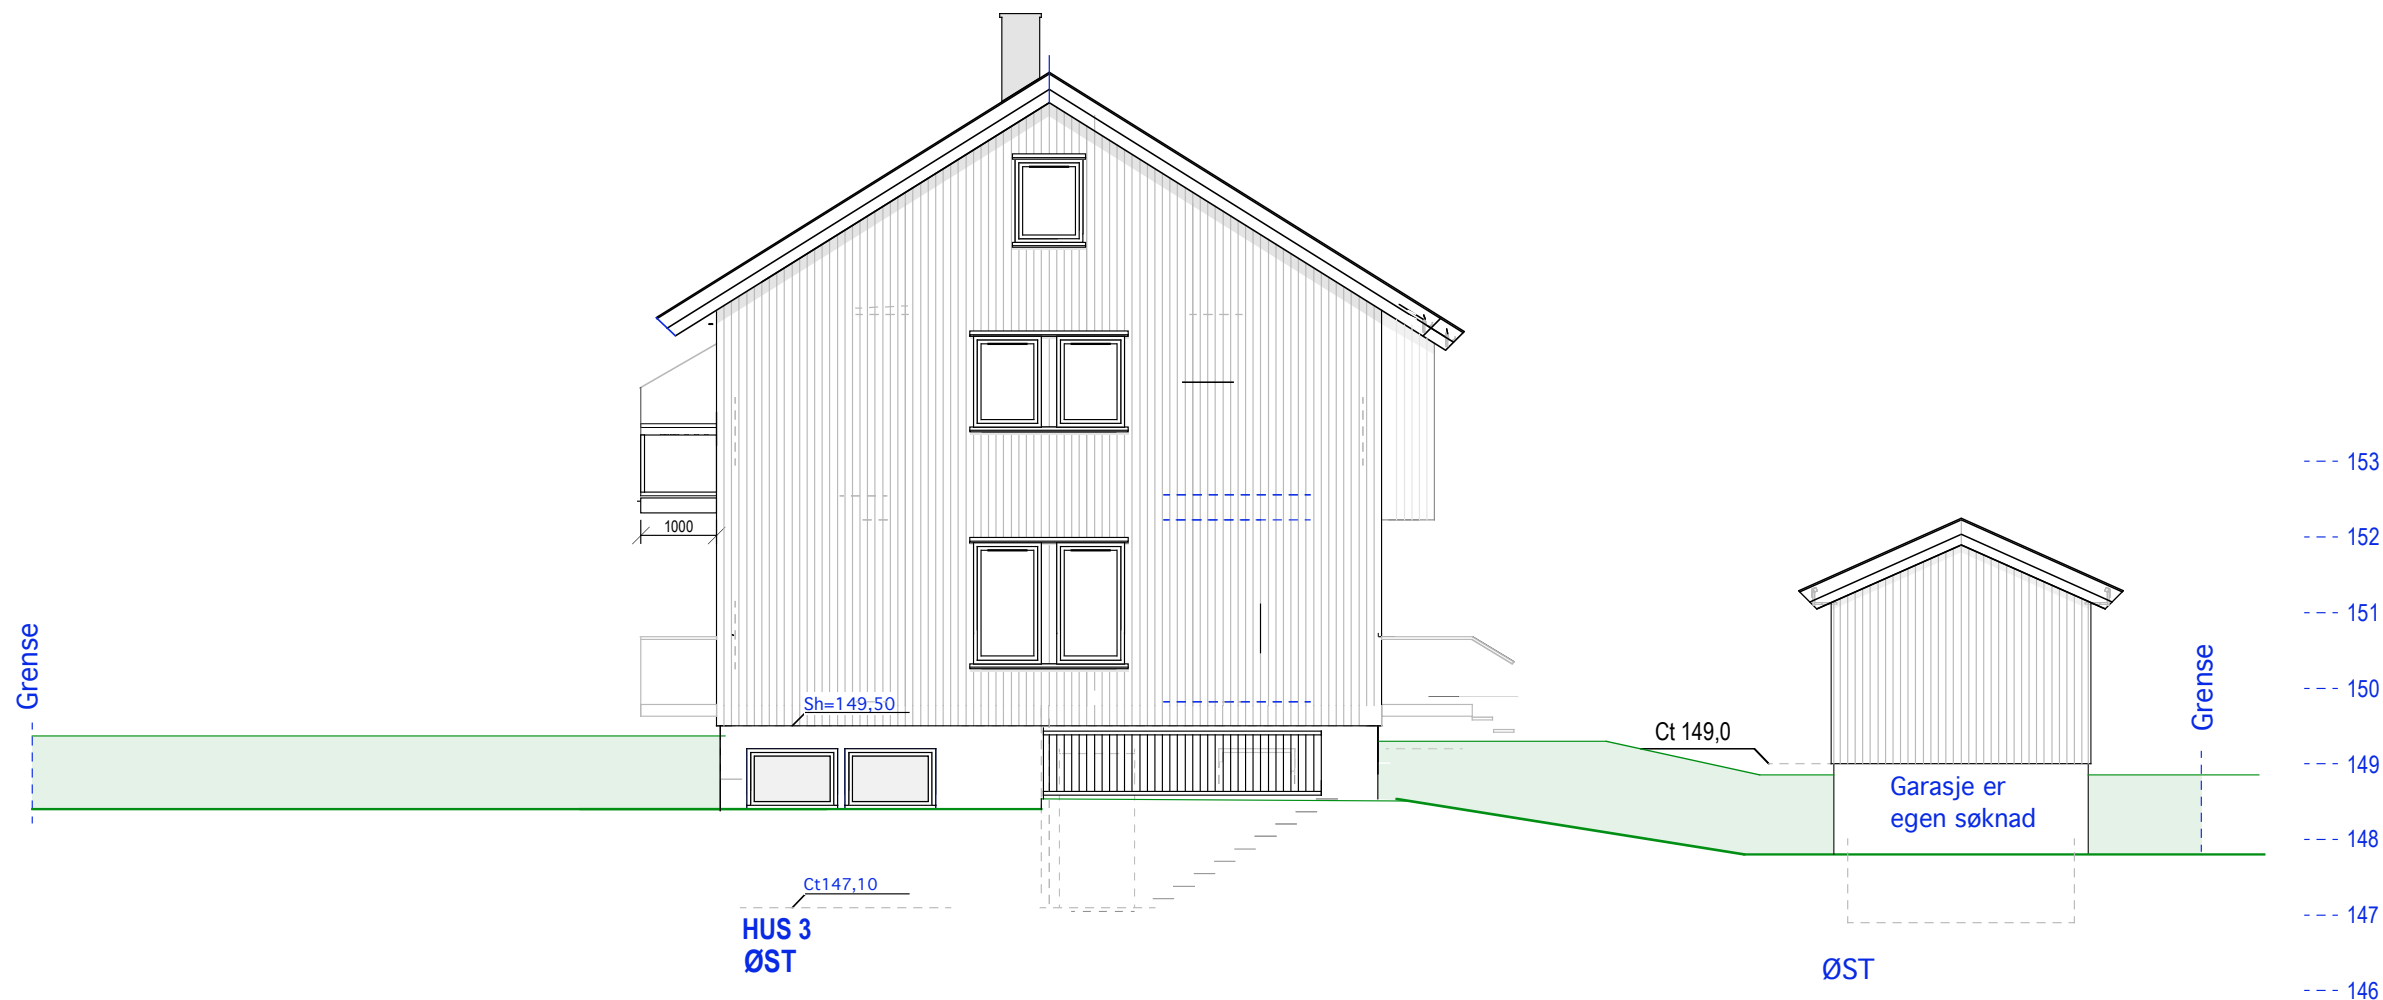 153
1000
152
151
Grense
Grense
150
Sh=149,50
Ct 149,0
149
Garasje er
egen søknad
148
Ct147,10
147
HUS 3
ØST
ØST
146